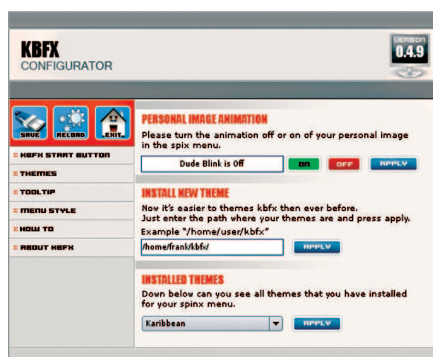 KBFX
CONFIGURATOR
VERSION
0.4.9
SAVE RELOAD EXIT
KBFX START BUTTON
THEMES
TOOLTIP
MENU STYLE
HOW TO
ABOUT KBFX
PERSONAL IMAGE ANIMATION
Please turn the animation off or on of your personal image
in the spix menu.
Dude Blink is Off ON OFF APPLY
INSTALL NEW THEME
Now it's easier to themes kbfx then ever before.
Just enter the path where your themes are and press apply.
Example "/home/user/kbfx"
/home/frank/kbfx/ APPLY
INSTALLED THEMES
Down below can you see all themes that you have installed
for your spinx menu.
Karibbean APPLY